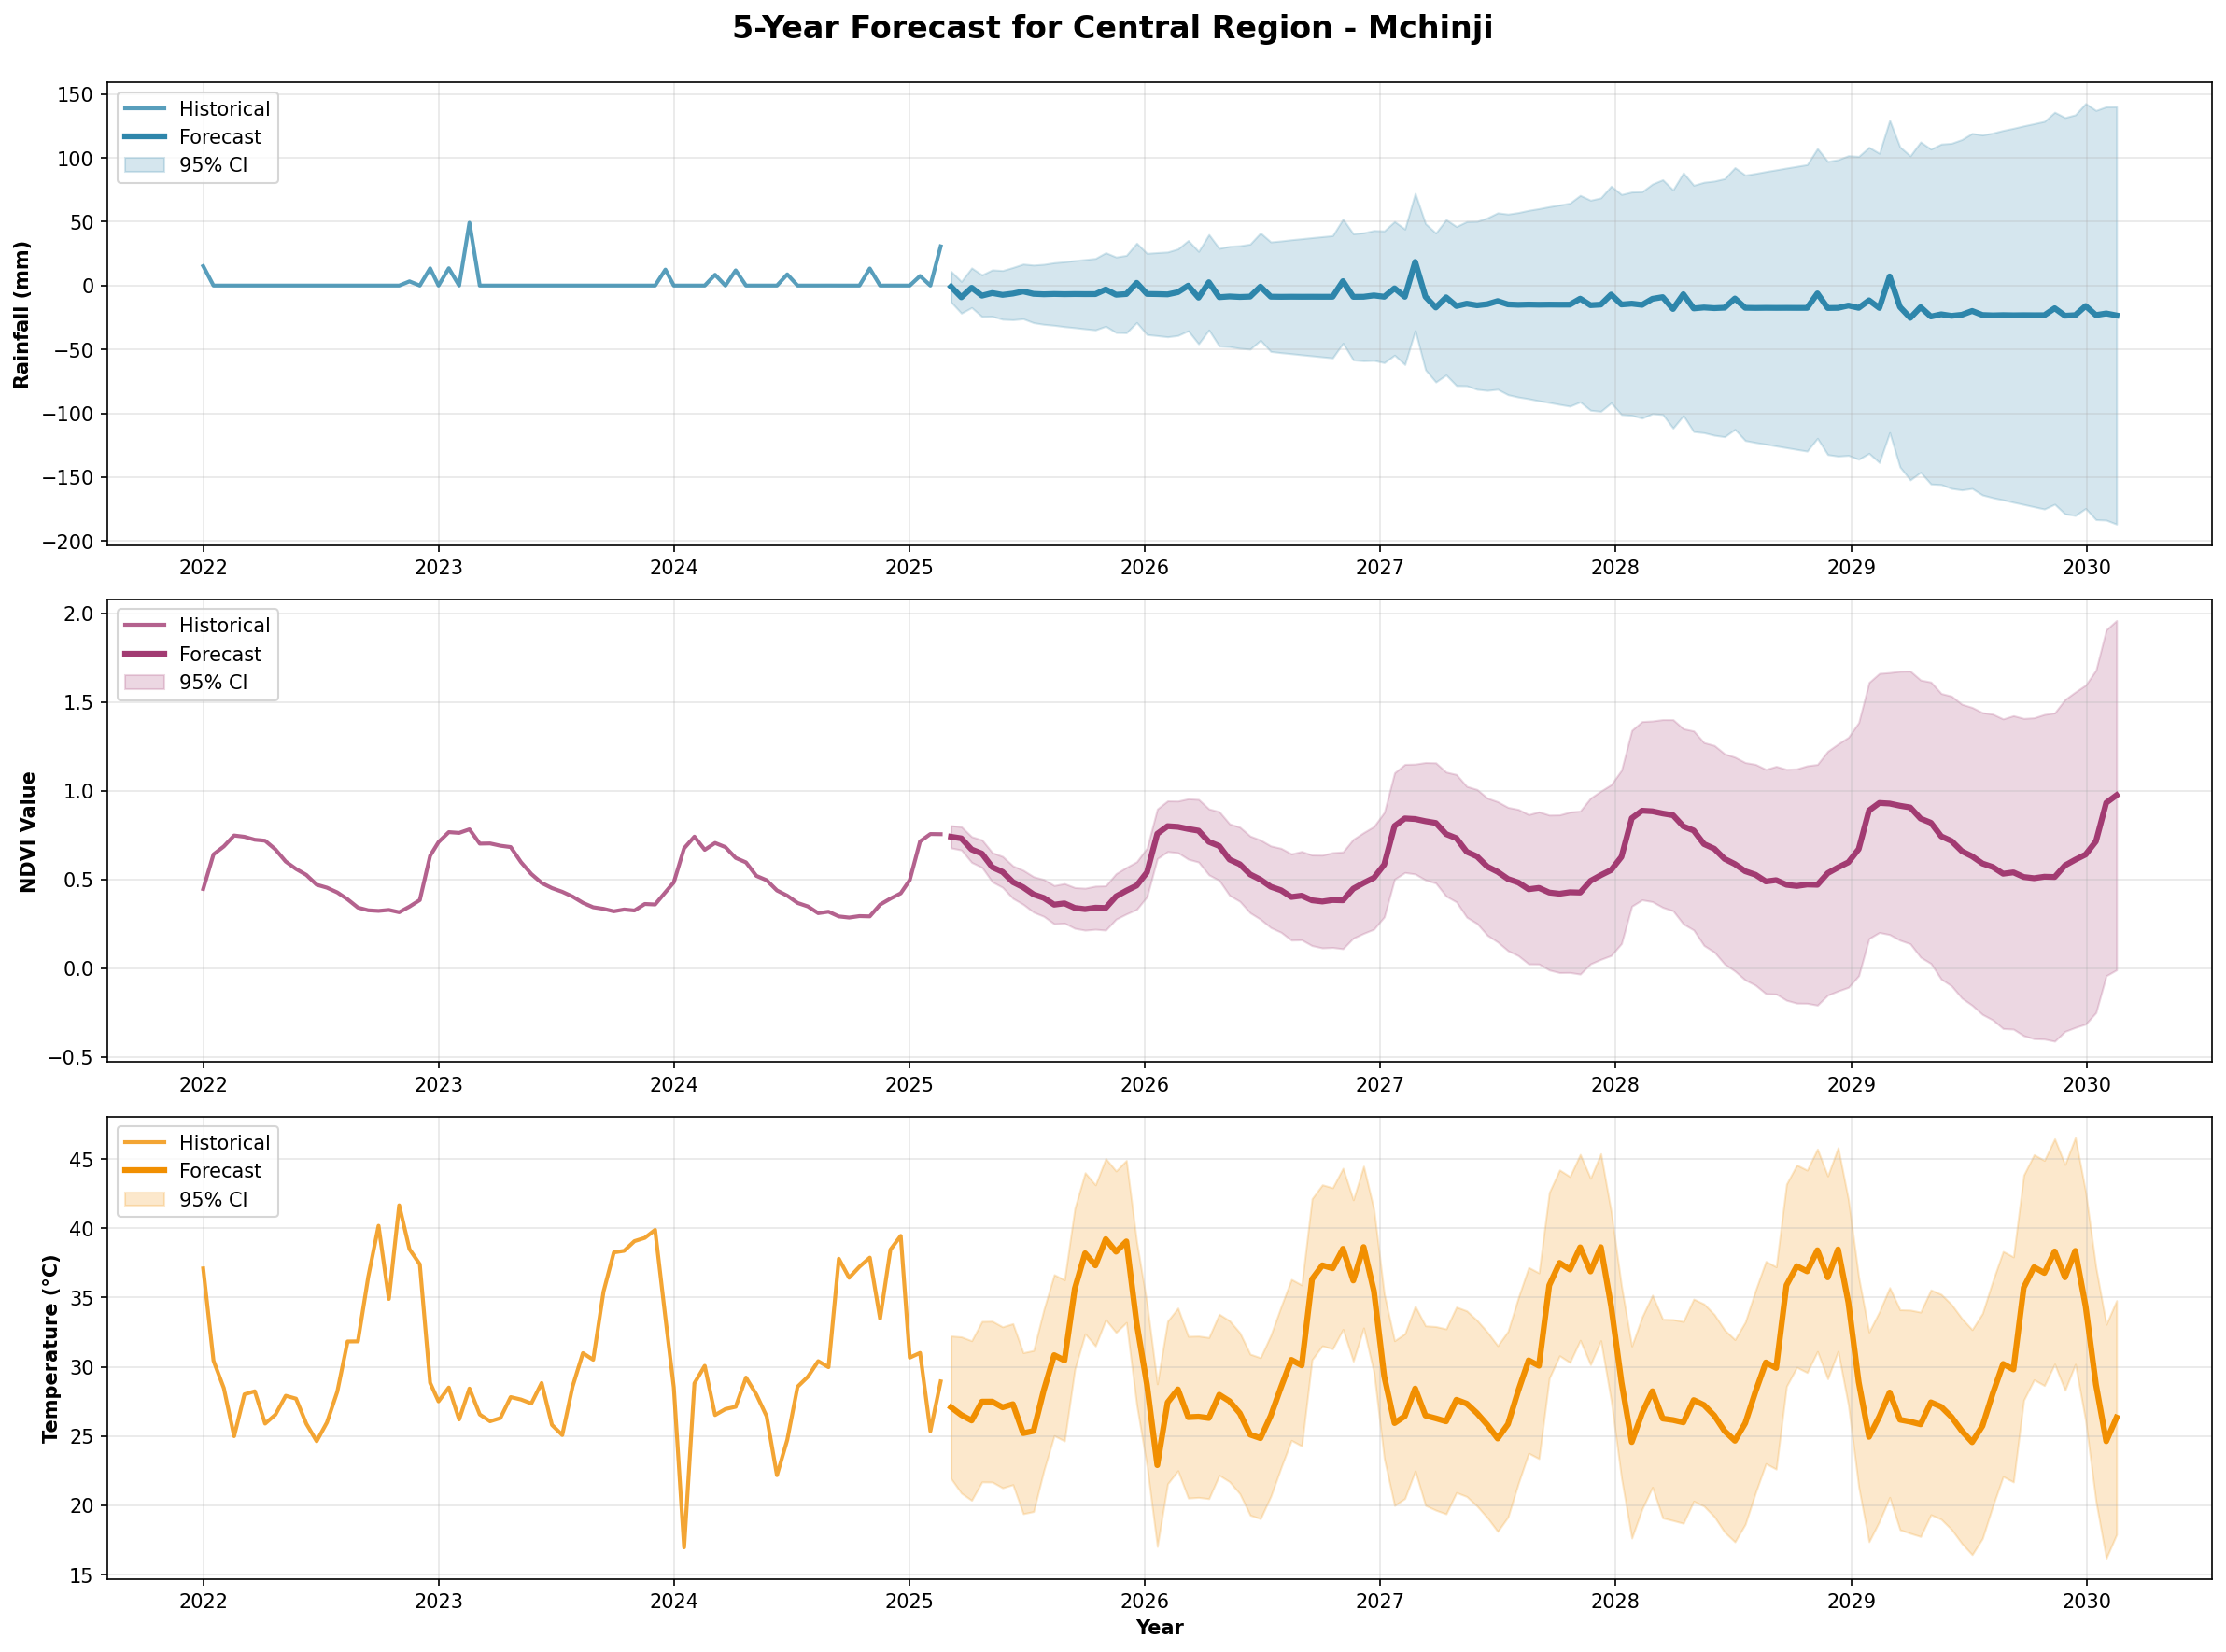 5-Year Forecast for Central Region - Mchinji
Historical
Forecast
95% CI
Rainfall (mm)
150
100
50
0
−50
−100
−150
−200
2022 2023 2024 2025 2026 2027 2028 2029 2030
Historical
Forecast
95% CI
NDVI Value
2.0
1.5
1.0
0.5
0.0
−0.5
2022 2023 2024 2025 2026 2027 2028 2029 2030
Historical
Forecast
95% CI
Temperature (°C)
45
40
35
30
25
20
15
2022 2023 2024 2025 2026 2027 2028 2029 2030
Year